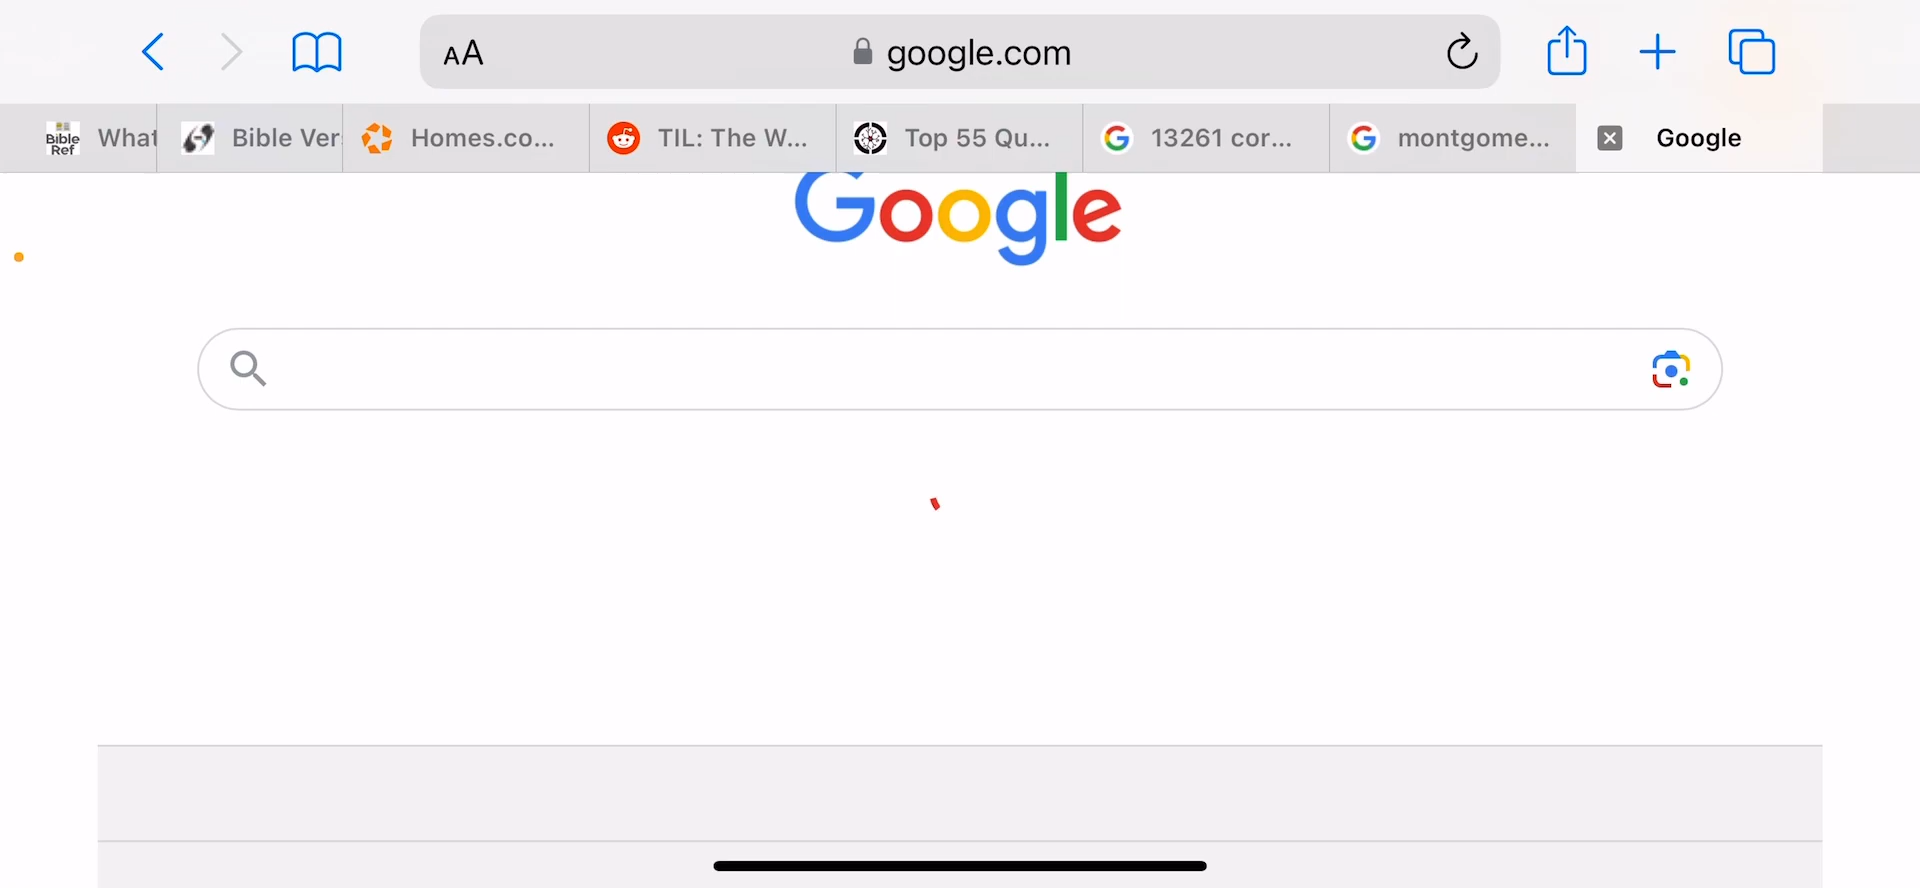 AA google.com
Bible Ref What Bible Ver Homes.co... TIL: The W... Top 55 Qu... 13261 cor... montgome... Google
Google